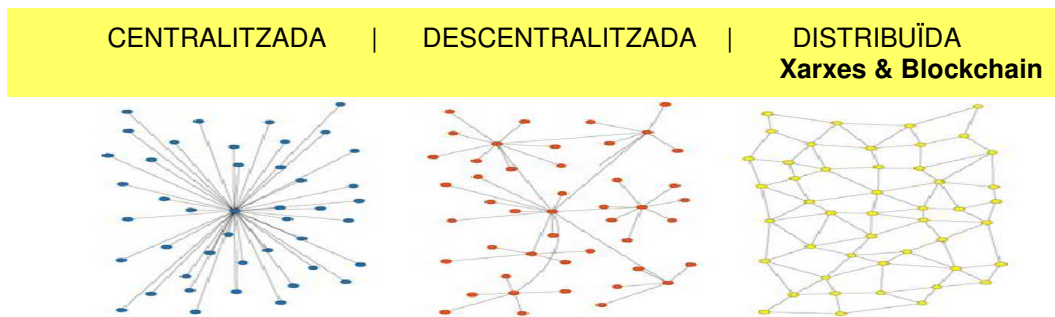 CENTRALITZADA | DESCENTRALITZADA | DISTRIBUÏDA
Xarxes & Blockchain